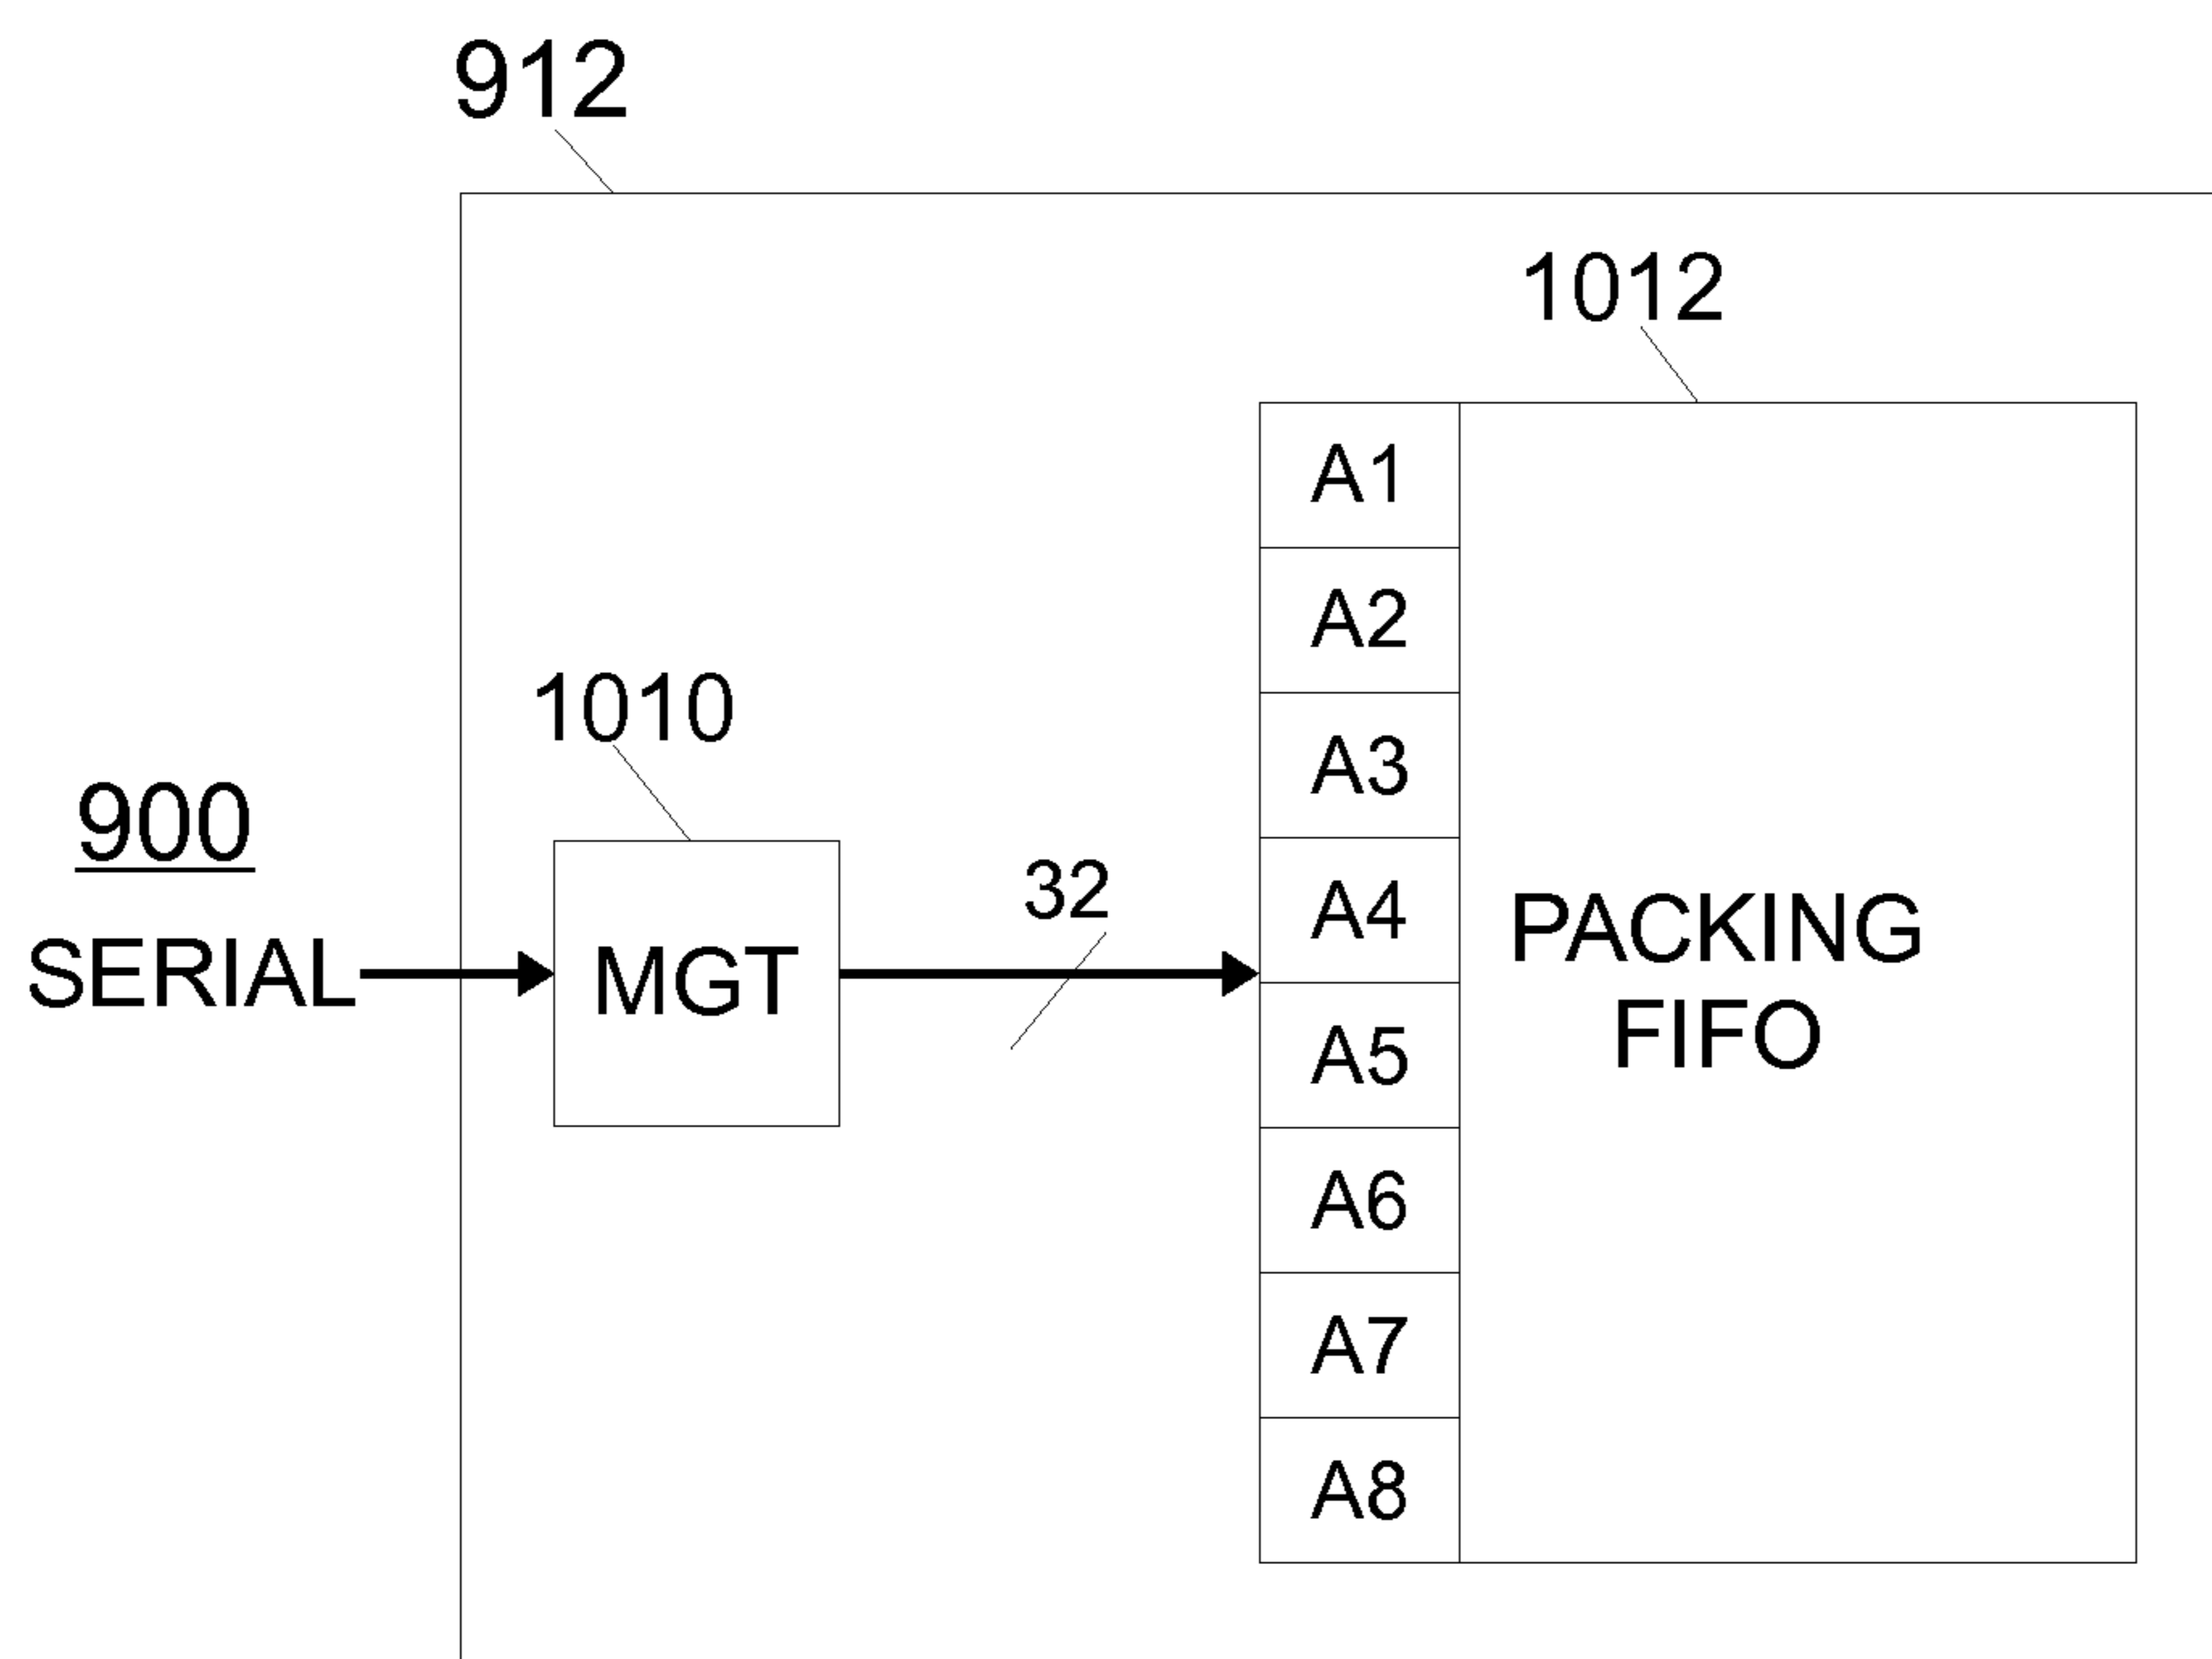 912
1012
A1
A2
1010
A3
900
32
A4
PACKING
FIFO
SERIAL
MGT
A5
A6
A7
A8